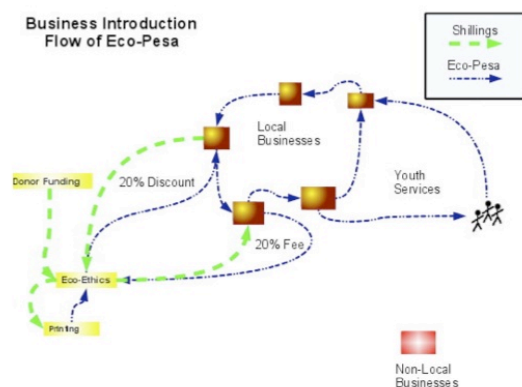 Business Introduction
Flow of Eco-Pesa
Shillings
Eco-Pesa
Local
Businesses
Donor Funding
20% Discount
Youth
Services
20% Fee
Eco-Ethics
Printing
Non-Local
Businesses